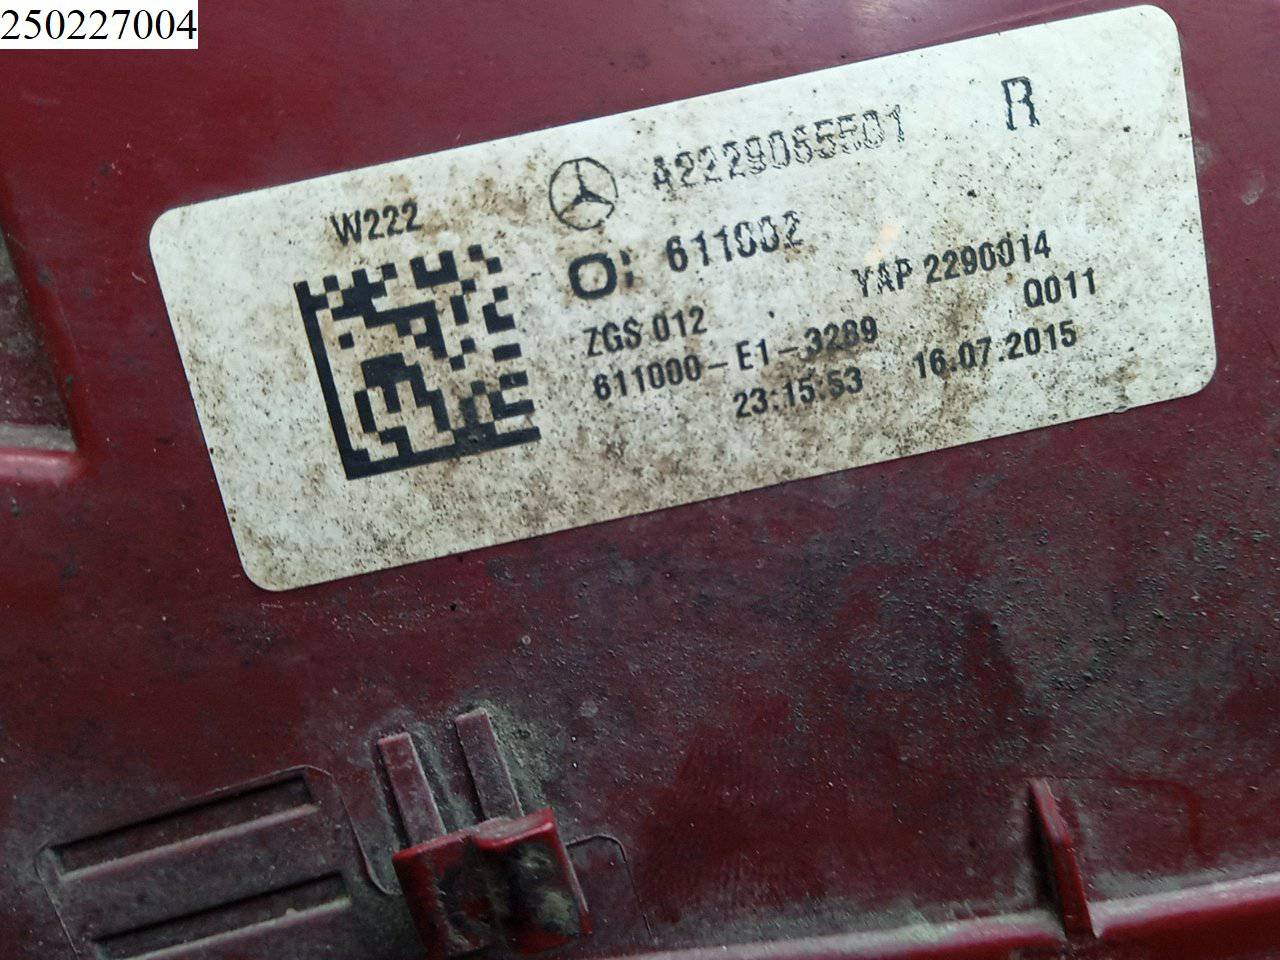 250227004
W222
A2229065501 R
611002
ZGS 012 YAP 2290014
611000-E1-3289 Q011
23:15:53 16.07.2015